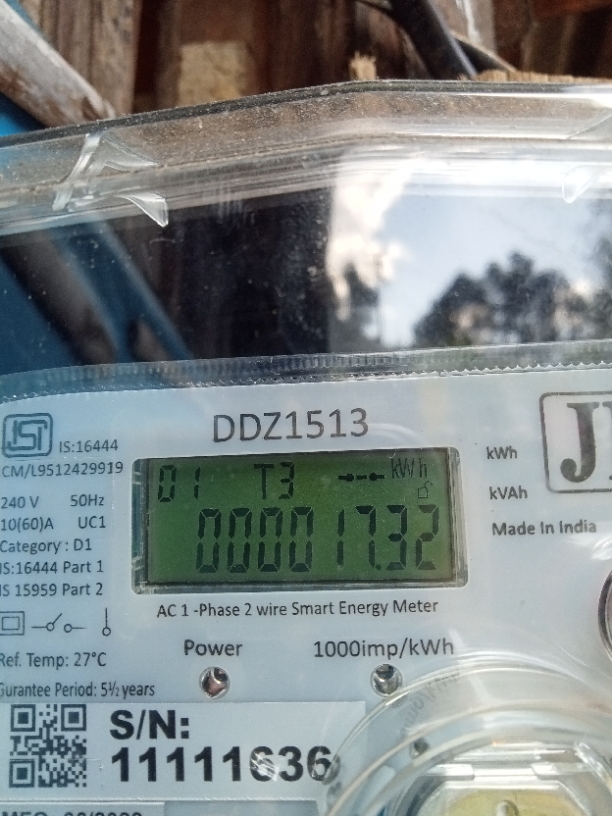 DDZ1513
IS:16444
CM/L9512429919
240 V 50Hz
10(60)A UC1
Category : D1
IS:16444 Part 1
IS 15959 Part 2
Ref. Temp: 27°C
Gurantee Period: 5½ years
01 T3 kWh
00001732
kWh
kVAh
Made In India
AC 1 -Phase 2 wire Smart Energy Meter
Power 1000imp/kWh
S/N:
11111636